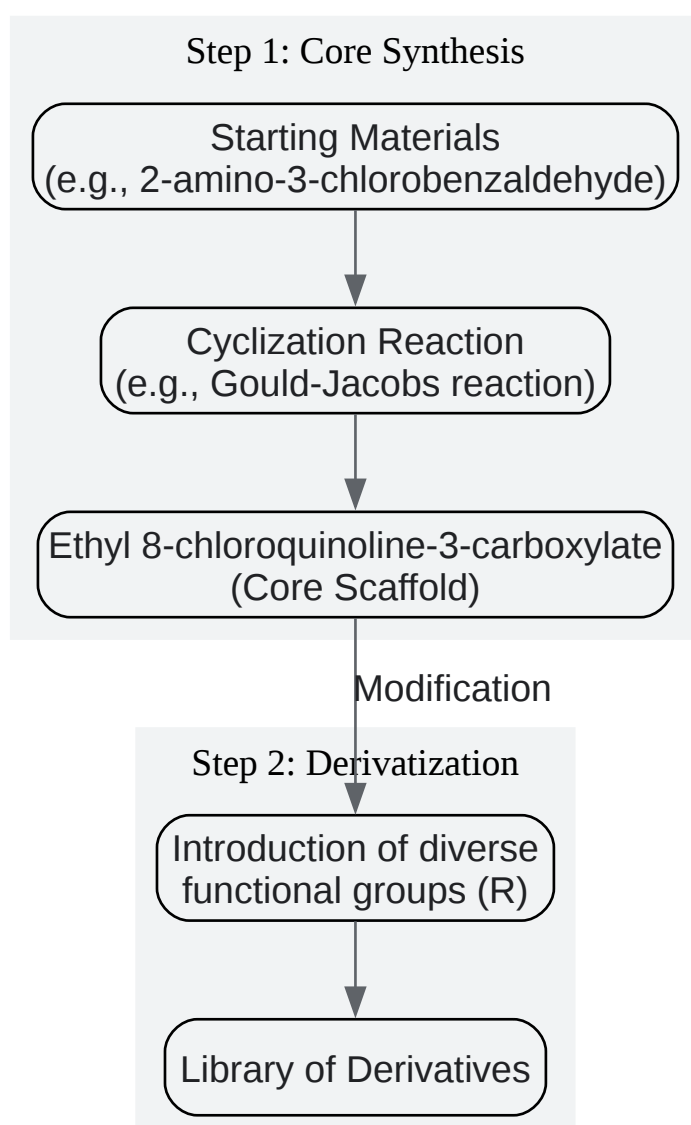 Step 1: Core Synthesis
Starting Materials
(e.g., 2-amino-3-chlorobenzaldehyde)
Cyclization Reaction
(e.g., Gould-Jacobs reaction)
Ethyl 8-chloroquinoline-3-carboxylate
(Core Scaffold)
Modification
Step 2: Derivatization
Introduction of diverse
functional groups (R)
Library of Derivatives